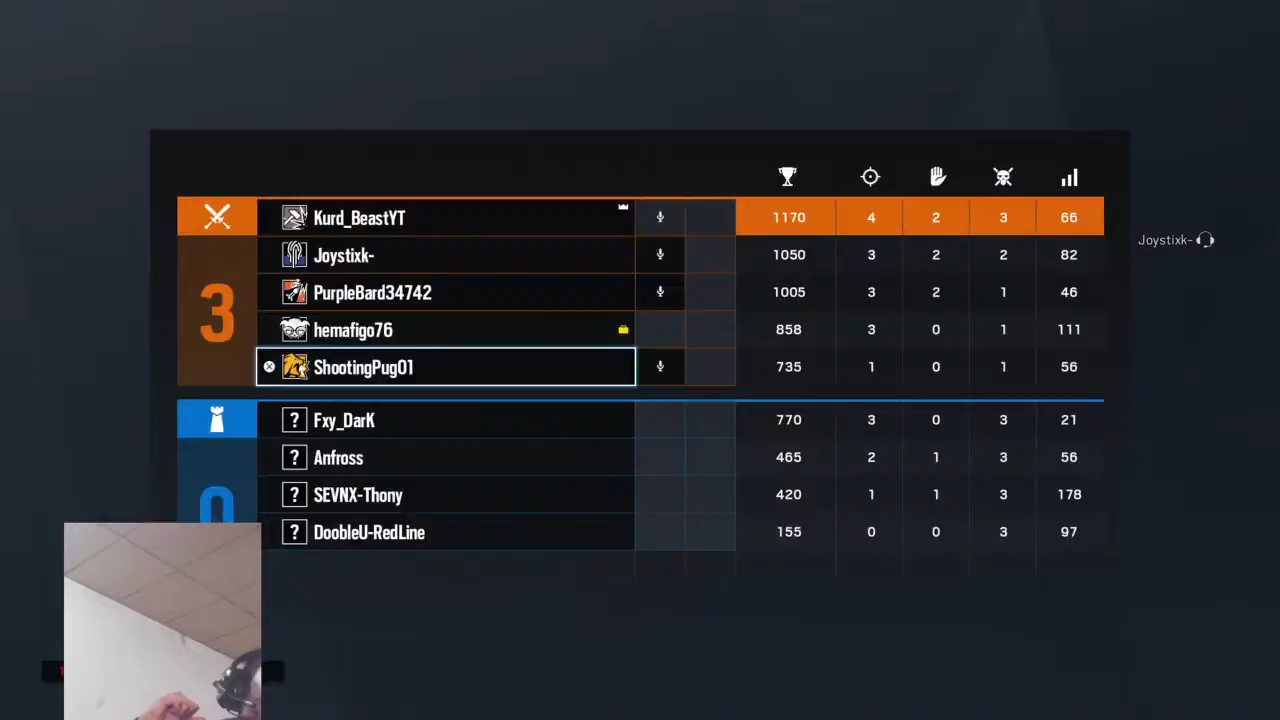 Kurd_BeastYT 1170 4 2 3 66
Joystixk- 1050 3 2 2 82
Joystixk-
3
PurpleBard34742 1005 3 2 1 46
hemafigo76 858 3 0 1 111
ShootingPug01 735 1 0 1 56
? Fxy_DarK 770 3 0 3 21
? Anfross 465 2 1 3 56
0
? SEVNX-Thony 420 1 1 3 178
? DoobleU-RedLine 155 0 0 3 97